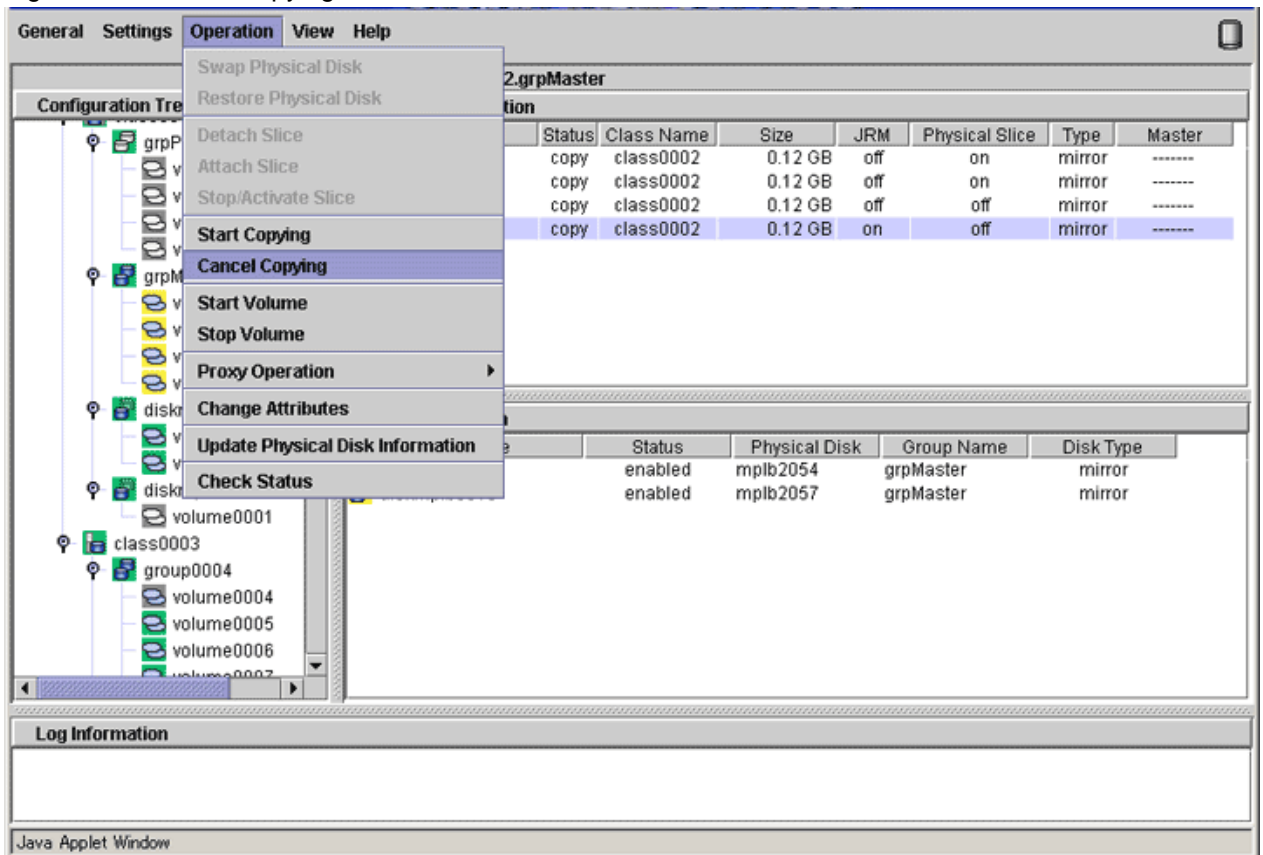 General Settings Operation View Help
Swap Physical Disk
2.grpMaster
Restore Physical Disk
Configuration Tre
tion
Detach Slice
Attach Slice
Stop/Activate Slice
Start Copying
Cancel Copying
Start Volume
Stop Volume
Proxy Operation
Change Attributes
Update Physical Disk Information
Check Status
Status Class Name Size JRM Physical Slice Type Master
copy class0002 0.12 GB off on mirror -------
copy class0002 0.12 GB off on mirror -------
copy class0002 0.12 GB off off mirror -------
copy class0002 0.12 GB on off mirror -------
grpP
v
v
v
v
grpM
v
v
v
v
diskr
v
v
diskr
volume0001
class0003
group0004
volume0004
volume0005
volume0006
volume0007
Status Physical Disk Group Name Disk Type
enabled mplb2054 grpMaster mirror
enabled mplb2057 grpMaster mirror
Log Information
Java Applet Window